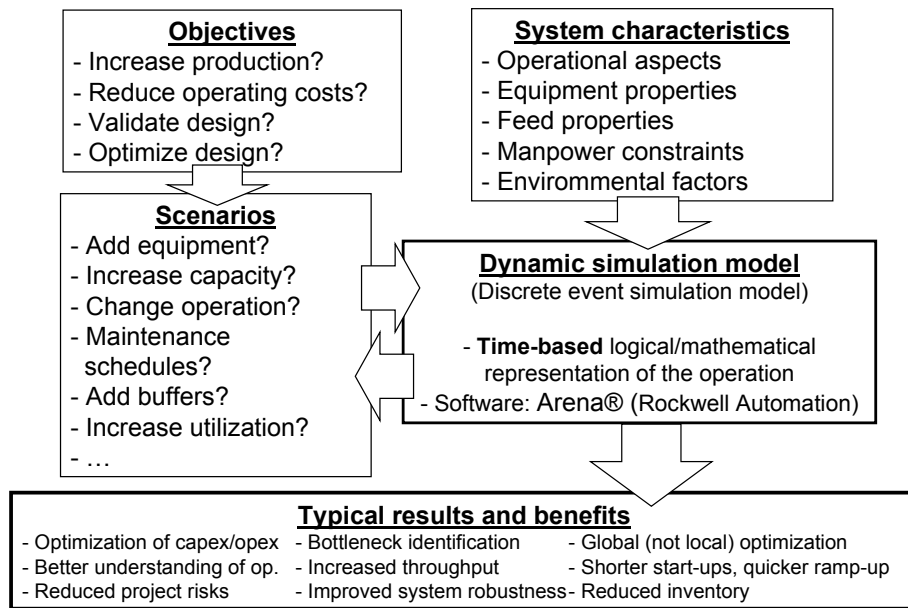 Objectives
- Increase production?
- Reduce operating costs?
- Validate design?
- Optimize design?
System characteristics
- Operational aspects
- Equipment properties
- Feed properties
- Manpower constraints
- Envirommental factors
Scenarios
- Add equipment?
- Increase capacity?
- Change operation?
- Maintenance
schedules?
- Add buffers?
- Increase utilization?
- …
Dynamic simulation model
(Discrete event simulation model)
- Time-based logical/mathematical
representation of the operation
- Software: Arena® (Rockwell Automation)
Typical results and benefits
- Optimization of capex/opex - Bottleneck identification - Global (not local) optimization
- Better understanding of op. - Increased throughput - Shorter start-ups, quicker ramp-up
- Reduced project risks - Improved system robustness - Reduced inventory